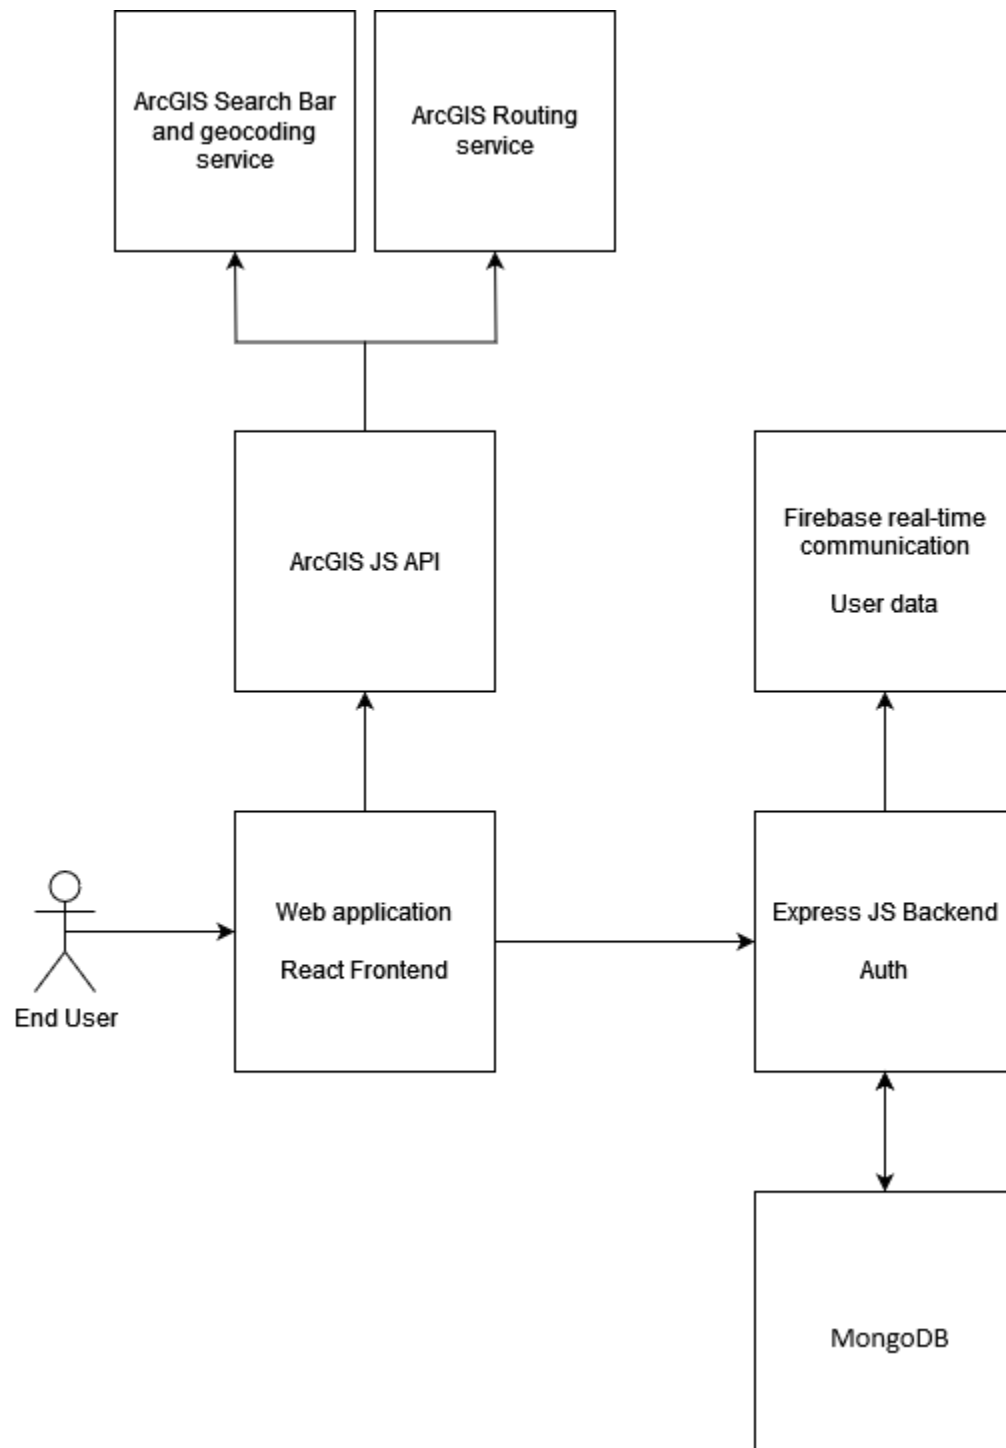 ArcGIS Search Bar
and geocoding
service
ArcGIS Routing
service
ArcGIS JS API
Firebase real-time
communication
User data
Web application
React Frontend
Express JS Backend
Auth
End User
MongoDB